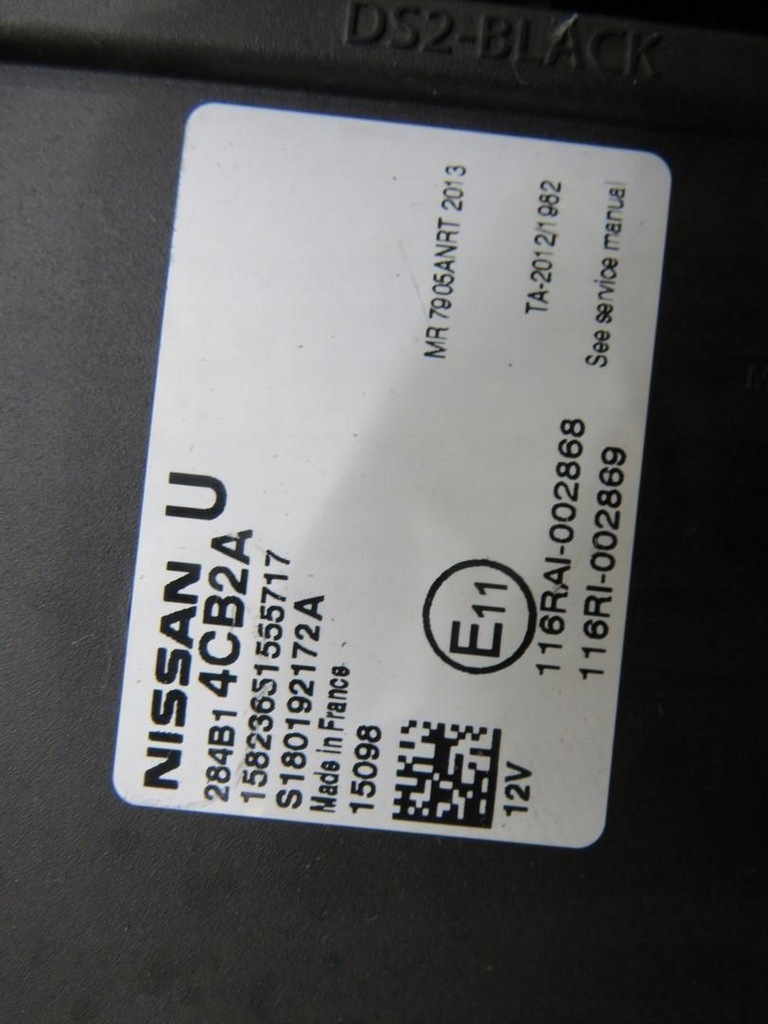 DS2-BLACK
NISSAN U
284B1 4CB2A
15823651555717
S180192172A
Made in France
15098
12V
E11
116RAI-002868
116RI-002869
MR 7905ANRT 2013
TA-2012/1982
See service manual